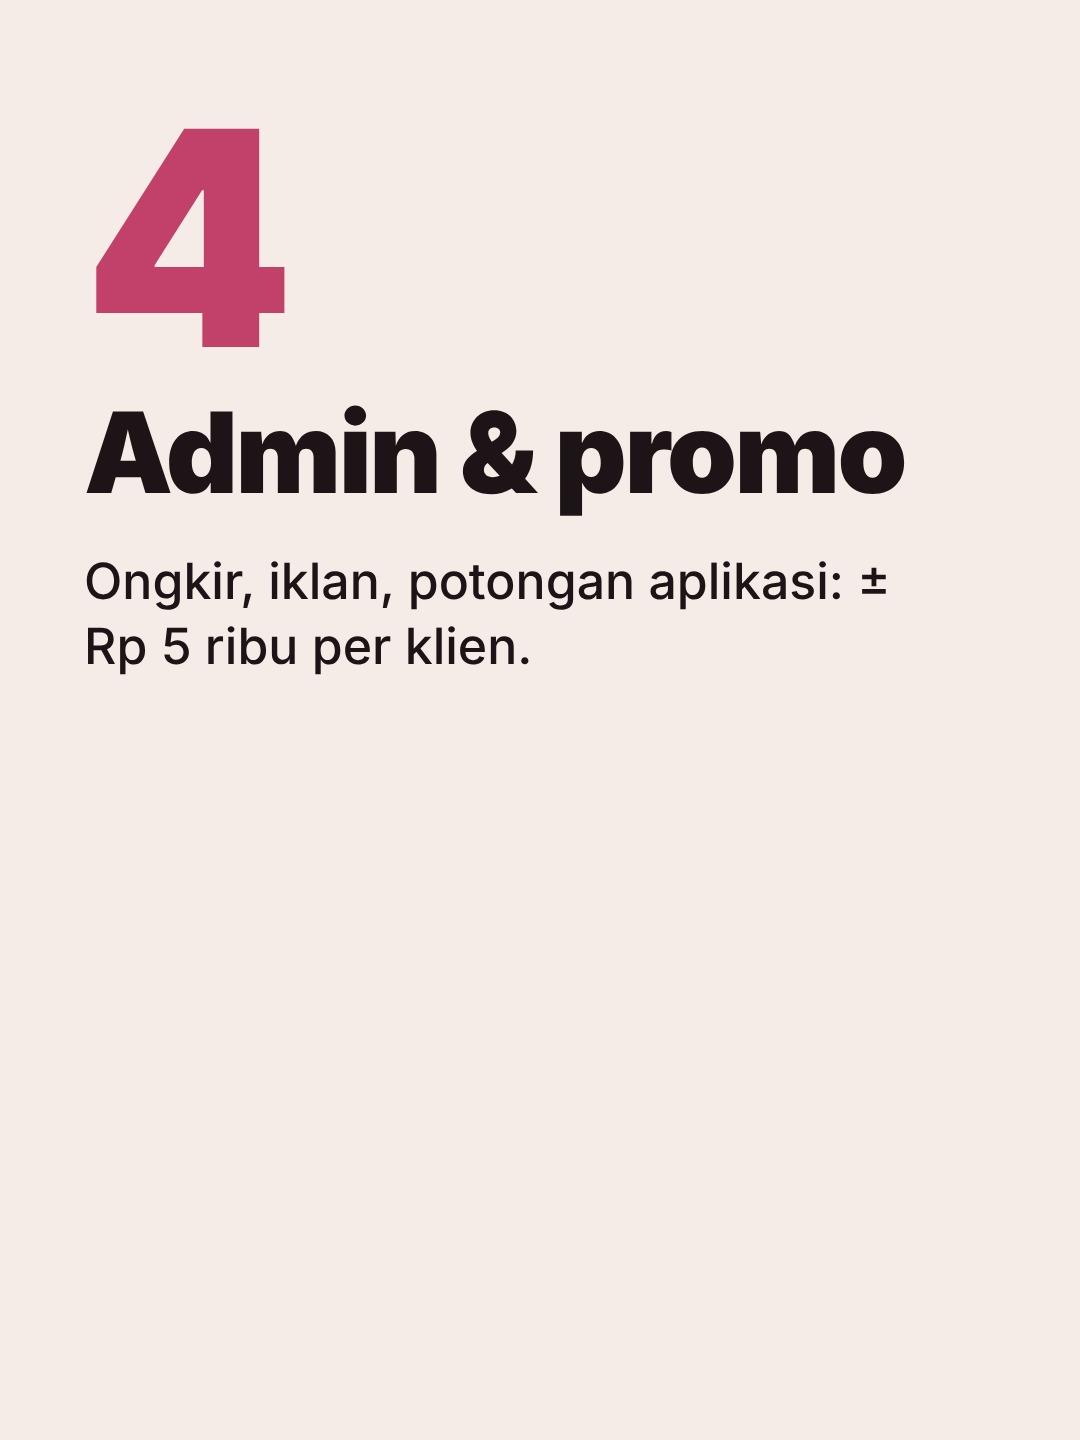 4
Admin & promo
Ongkir, iklan, potongan aplikasi: ±
Rp 5 ribu per klien.